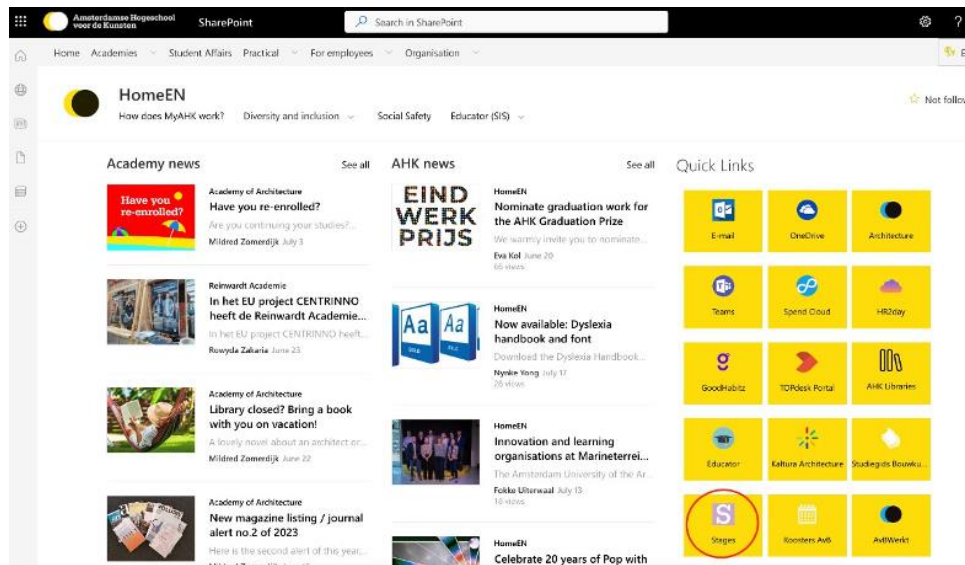 Amsterdamse Hogeschool
voor de Kunsten
SharePoint
Search in SharePoint
?
Home
Academies
Student Affairs
Practical
For employees
Organisation
E
HomeEN
Not follow
How does MyAHK work?
Diversity and inclusion
Social Safety
Educator (SIS)
Academy news
See all
Have you
re-enrolled?
Academy of Architecture
Have you re-enrolled?
Are you continuing your studies?...
Mildred Zomerdijk July 3
Reinwardt Academie
In het EU project CENTRINNO
heeft de Reinwardt Academie...
In het EU project CENTRINNO heeft...
Rowyda Zakaria June 23
Academy of Architecture
Library closed? Bring a book
with you on vacation!
A lovely novel about an architect or...
Mildred Zomerdijk June 22
Academy of Architecture
New magazine listing / journal
alert no.2 of 2023
Here is the second alert of this year...
AHK news
See all
EIND
WERK
PRIJS
HomeEN
Nominate graduation work for
the AHK Graduation Prize
We warmly invite you to nominate...
Eva Kol June 20
66 views
Aa
Aa
HomeEN
Now available: Dyslexia
handbook and font
Download the Dyslexia Handbook...
Nynke Yong July 17
28 views
HomeEN
Innovation and learning
organisations at Marineterrei...
The Amsterdam University of the Ar...
Fokke Uiterwaal July 13
18 views
HomeEN
Celebrate 20 years of Pop with
Quick Links
E-mail
OneDrive
Architecture
Teams
Spend Cloud
HR2day
GoodHabitz
TOPdesk Portal
AHK Libraries
Educator
Kaltura Architecture
Studiegids Bouwku...
S
Stages
Roosters AvB
AvBWerkt